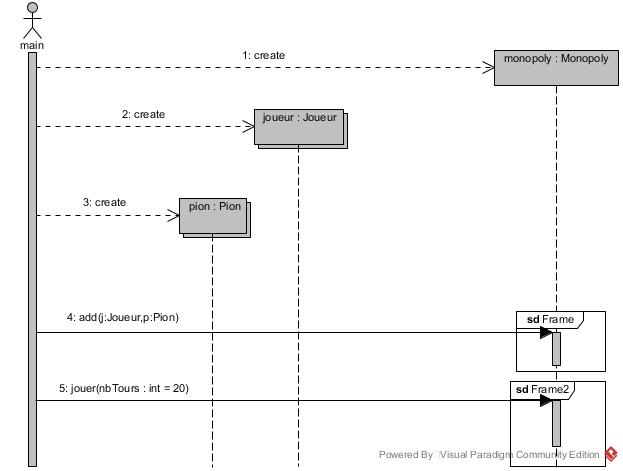 main
1: create
monopoly : Monopoly
2: create
joueur : Joueur
3: create
pion : Pion
4: add(j:Joueur,p:Pion)
sd Frame
5: jouer(nbTours : int = 20)
sd Frame2
Powered By Visual Paradigm Community Edition